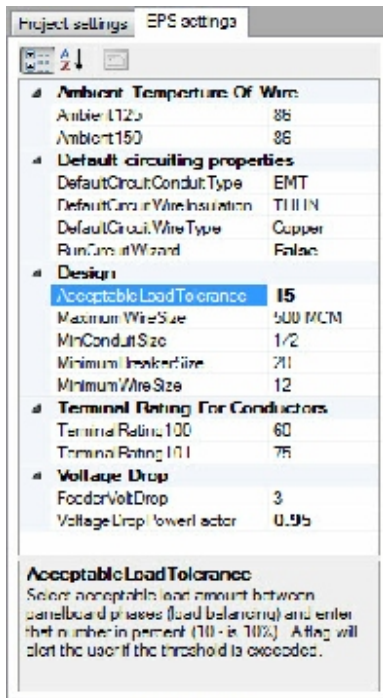 Project settings EPS settings
Ambient Temperture Of Wire
Ambient125 86
Ambient150 86
Default circuiting properties
DefaultCircuitConduitType EMT
DefaultCircuitWireInsulation THHN
DefaultCircuitWireType Copper
RunCircuitWizard False
Design
AcceptableLoadTolerance 15
MaximumWireSize 500 MCM
MinConduitSize 1/2
MinimumBreakerSize 20
MinimumWireSize 12
Terminal Rating For Conductors
TerminalRating100 60
TerminalRating101 75
Voltage Drop
FeederVoltDrop 3
VoltageDropPowerFactor 0.95
AcceptableLoadTolerance
Select acceptable load amount between
panelboard phases (load balancing) and enter
that number in percent (10 - is 10%). A flag will
alert the user if the threshold is exceeded.